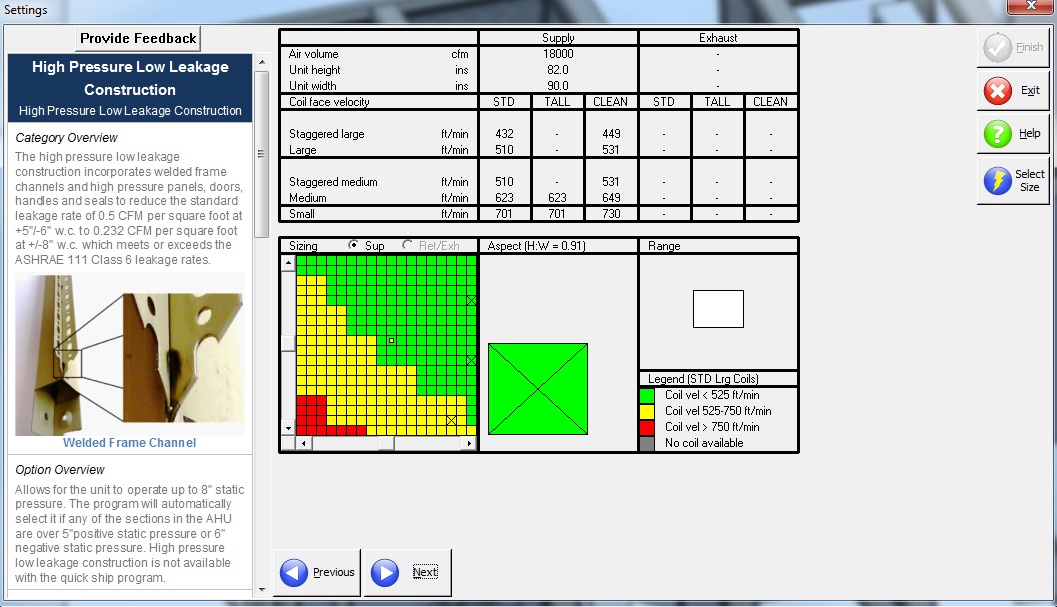 Settings
Provide Feedback
High Pressure Low Leakage
Construction
High Pressure Low Leakage Construction
Category Overview
The high pressure low leakage
construction incorporates welded frame
channels and high pressure panels, doors,
handles and seals to reduce the standard
leakage rate of 0.5 CFM per square foot at
+5"/-6" w.c. to 0.232 CFM per square foot
at +/-8" w.c. which meets or exceeds the
ASHRAE 111 Class 6 leakage rates.
Welded Frame Channel
Option Overview
Allows for the unit to operate up to 8" static
pressure. The program will automatically
select it if any of the sections in the AHU
are over 5"positive static pressure or 6"
negative static pressure. High pressure
low leakage construction is not available
with the quick ship program.
Supply Exhaust
Air volume cfm 18000 -
Unit height ins 82.0 -
Unit width ins 90.0 -
Coil face velocity STD TALL CLEAN STD TALL CLEAN
Staggered large ft/min 432 - 449 - - -
Large ft/min 510 - 531 - - -
Staggered medium ft/min 510 - 531 - - -
Medium ft/min 623 623 649 - - -
Small ft/min 701 701 730 - - -
Sizing Sup Ret/Exh Aspect (H:W = 0.91) Range
Legend (STD Lrg Coils)
Coil vel < 525 ft/min
Coil vel 525-750 ft/min
Coil vel > 750 ft/min
No coil available
Previous
Next
Finish
Exit
Help
Select
Size